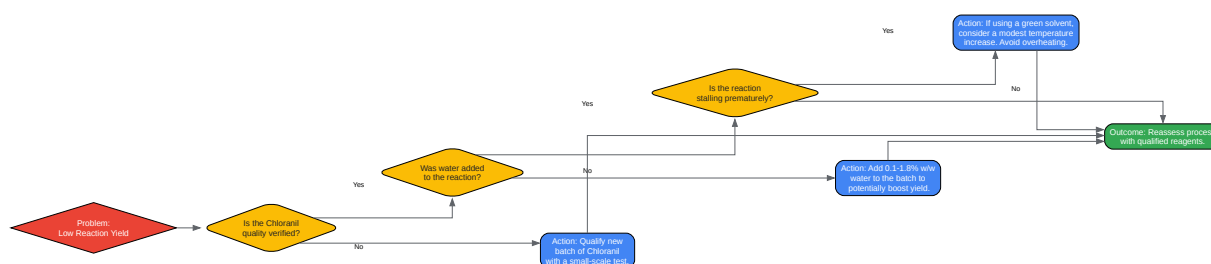 Yes
Action: If using a green solvent,
consider a modest temperature
increase. Avoid overheating.
Is the reaction
stalling prematurely?
No
Yes
Outcome: Reassess proces
with qualified reagents.
Was water added
to the reaction?
No
Action: Add 0.1-1.8% w/w
water to the batch to
potentially boost yield.
Yes
Problem:
Low Reaction Yield
Is the Chloranil
quality verified?
No
Action: Qualify new
batch of Chloranil
with a small-scale test.